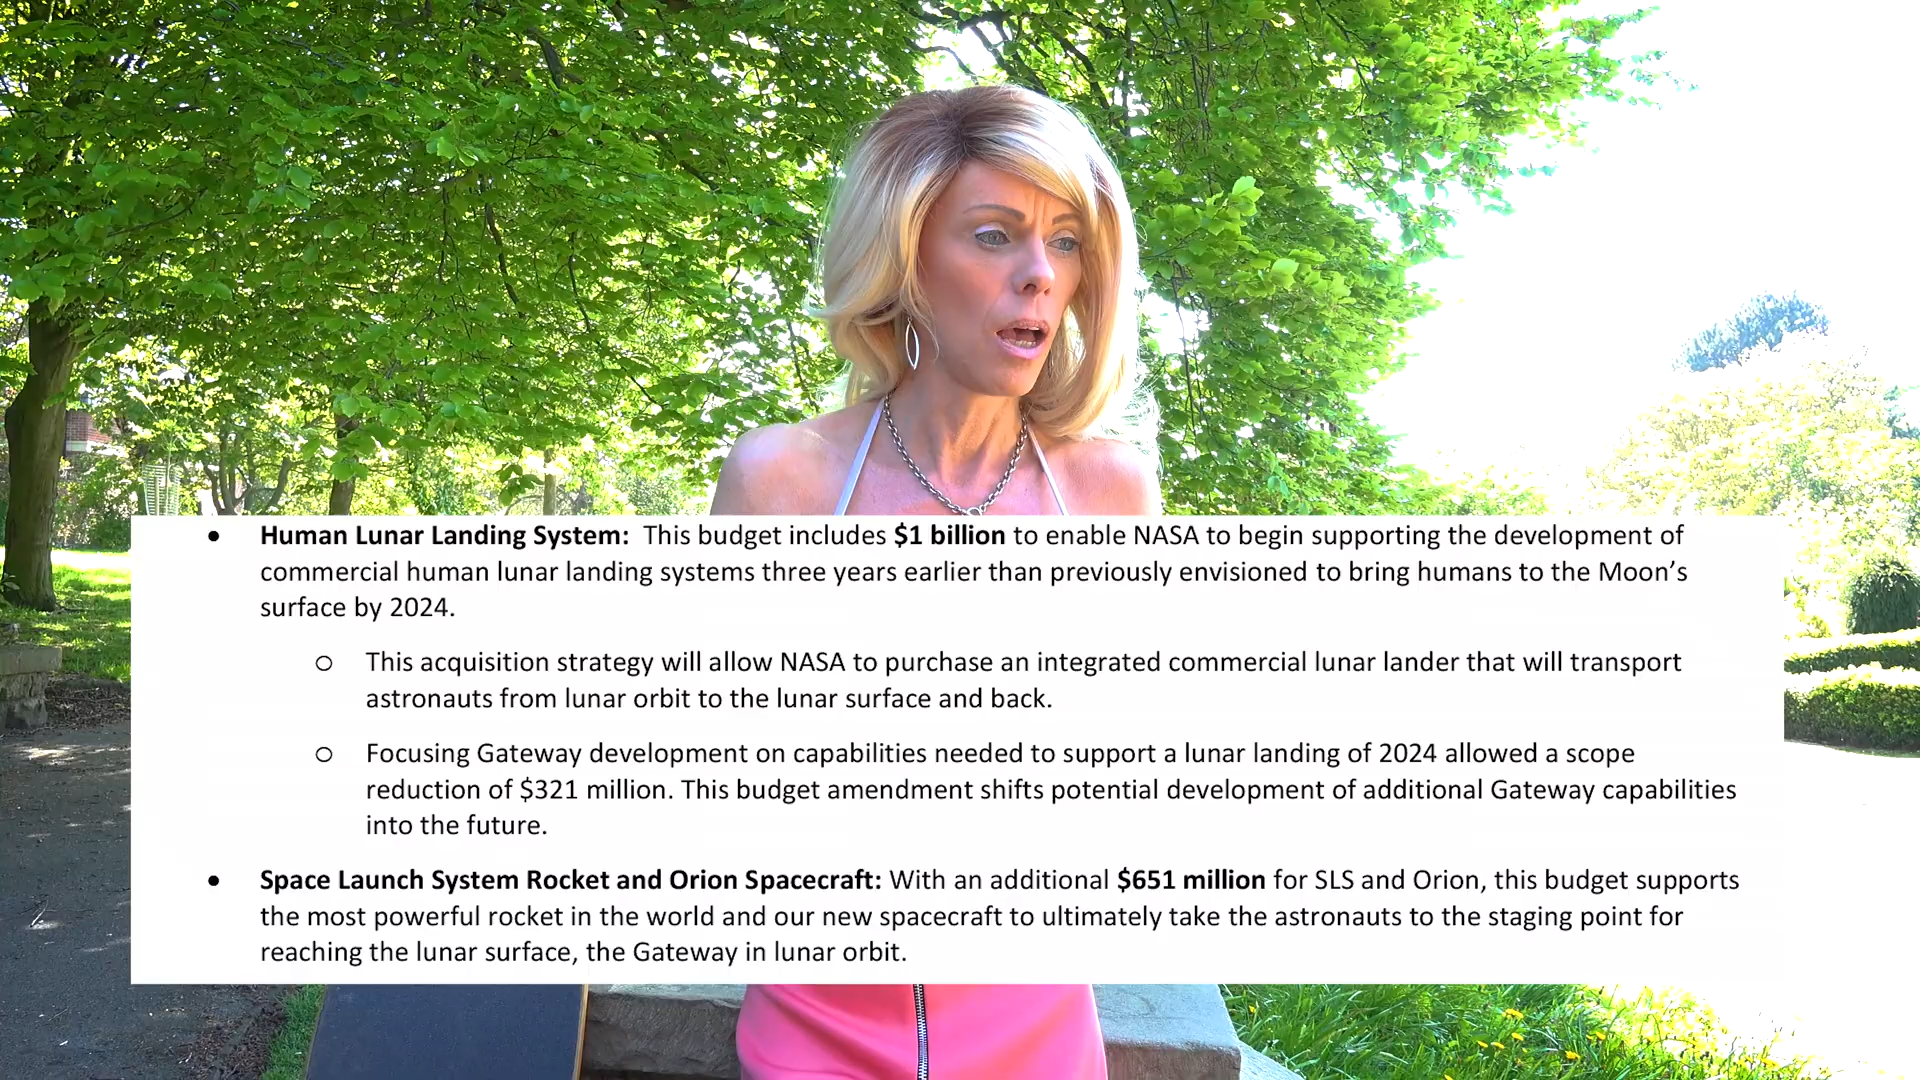 • Human Lunar Landing System: This budget includes $1 billion to enable NASA to begin supporting the development of
commercial human lunar landing systems three years earlier than previously envisioned to bring humans to the Moon’s
surface by 2024.
o This acquisition strategy will allow NASA to purchase an integrated commercial lunar lander that will transport
astronauts from lunar orbit to the lunar surface and back.
o Focusing Gateway development on capabilities needed to support a lunar landing of 2024 allowed a scope
reduction of $321 million. This budget amendment shifts potential development of additional Gateway capabilities
into the future.
• Space Launch System Rocket and Orion Spacecraft: With an additional $651 million for SLS and Orion, this budget supports
the most powerful rocket in the world and our new spacecraft to ultimately take the astronauts to the staging point for
reaching the lunar surface, the Gateway in lunar orbit.